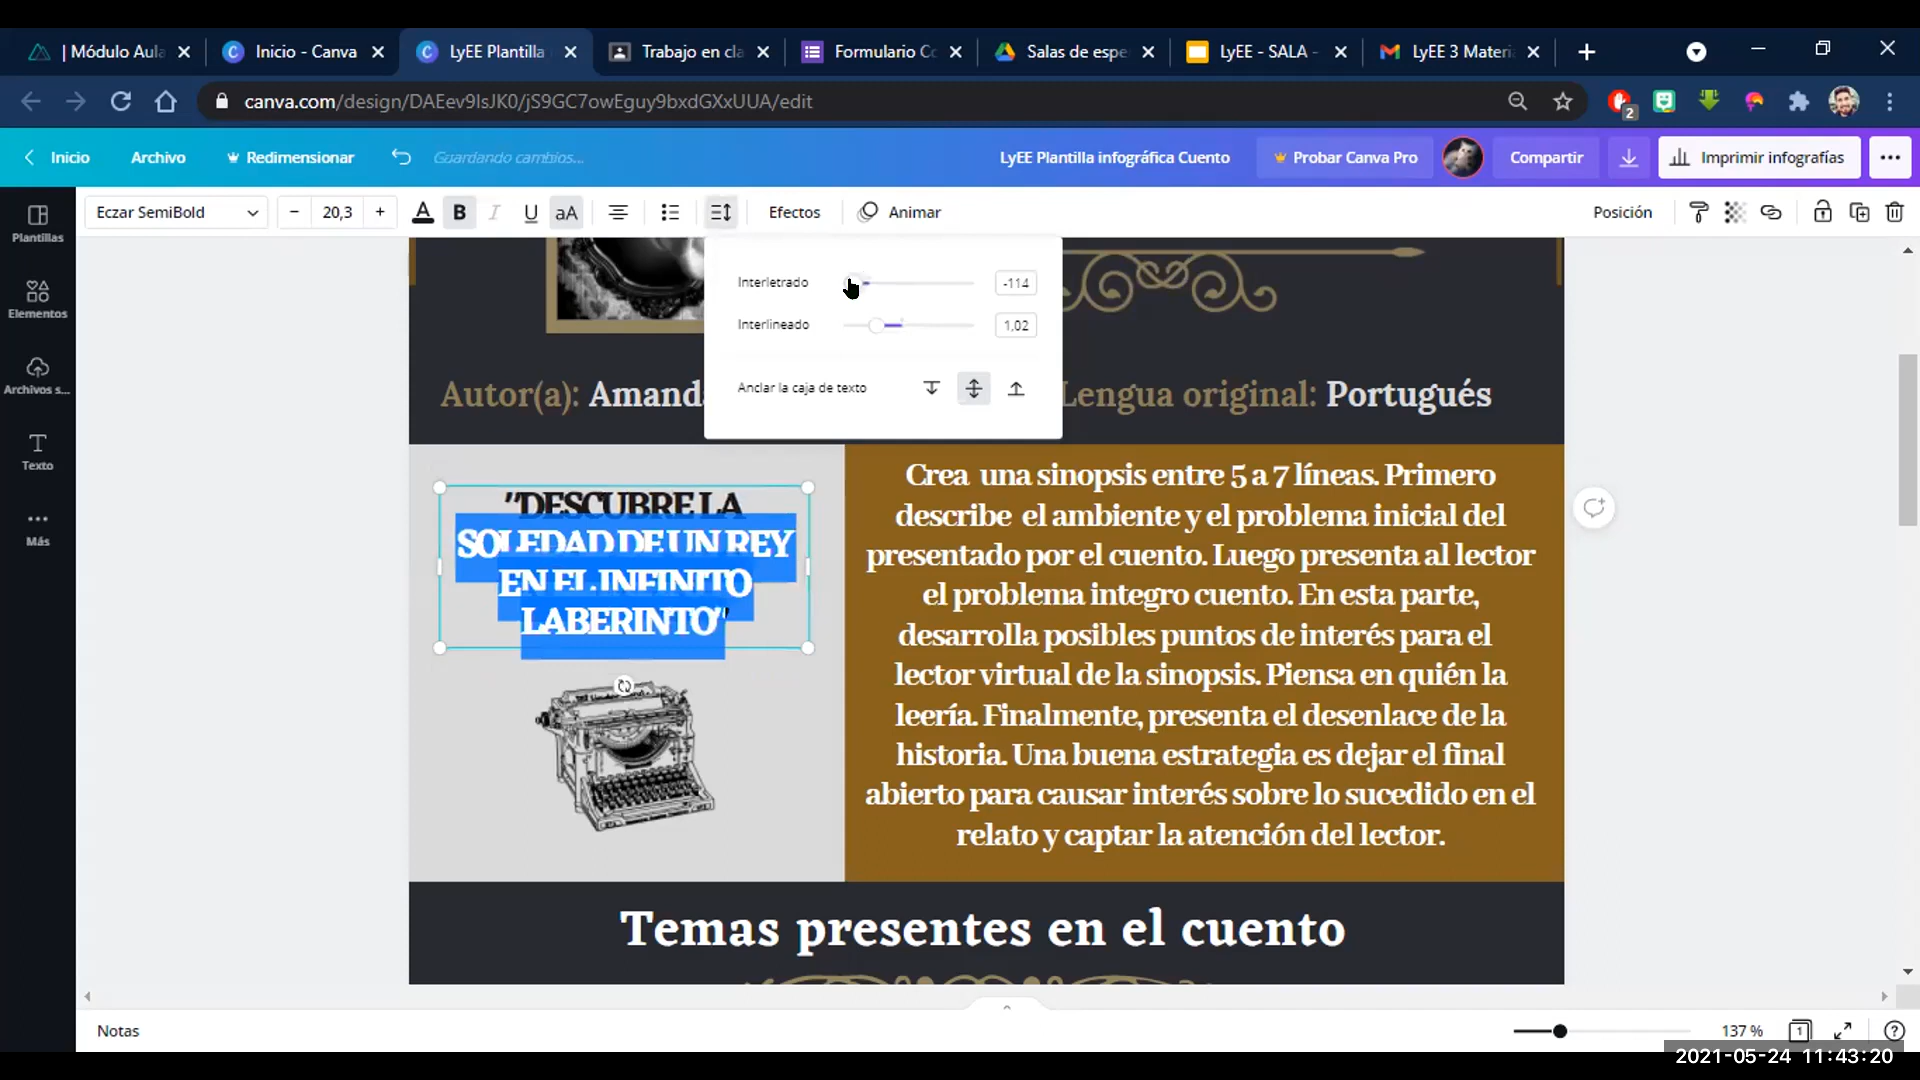 | Módulo Aula
Inicio - Canva
LyEE Plantilla
Trabajo en cla
Formulario Co
Salas de espe
LyEE - SALA -
LyEE 3 Materi
canva.com/design/DAEev9IsJK0/jS9GC7owEguy9bxdGXxUUA/edit
2
Inicio
Archivo
Redimensionar
Guardando cambios...
LyEE Plantilla infográfica Cuento
Probar Canva Pro
Compartir
Imprimir infografías
Eczar SemiBold
20,3
A
B
I
U
aA
Efectos
Animar
Posición
Plantillas
Elementos
Archivos s...
Texto
Más
Interletrado
-114
Interlineado
1,02
Anclar la caja de texto
Autor(a): Amand
Lengua original: Portugués
"DESCUBRE LA
SOLEDAD DE UN REY
EN EL INFINITO
LABERINTO"
Crea una sinopsis entre 5 a 7 líneas. Primero
describe el ambiente y el problema inicial del
presentado por el cuento. Luego presenta al lector
el problema integro cuento. En esta parte,
desarrolla posibles puntos de interés para el
lector virtual de la sinopsis. Piensa en quién la
leería. Finalmente, presenta el desenlace de la
historia. Una buena estrategia es dejar el final
abierto para causar interés sobre lo sucedido en el
relato y captar la atención del lector.
Temas presentes en el cuento
Notas
137 %
1
2021-05-24 11:43:20